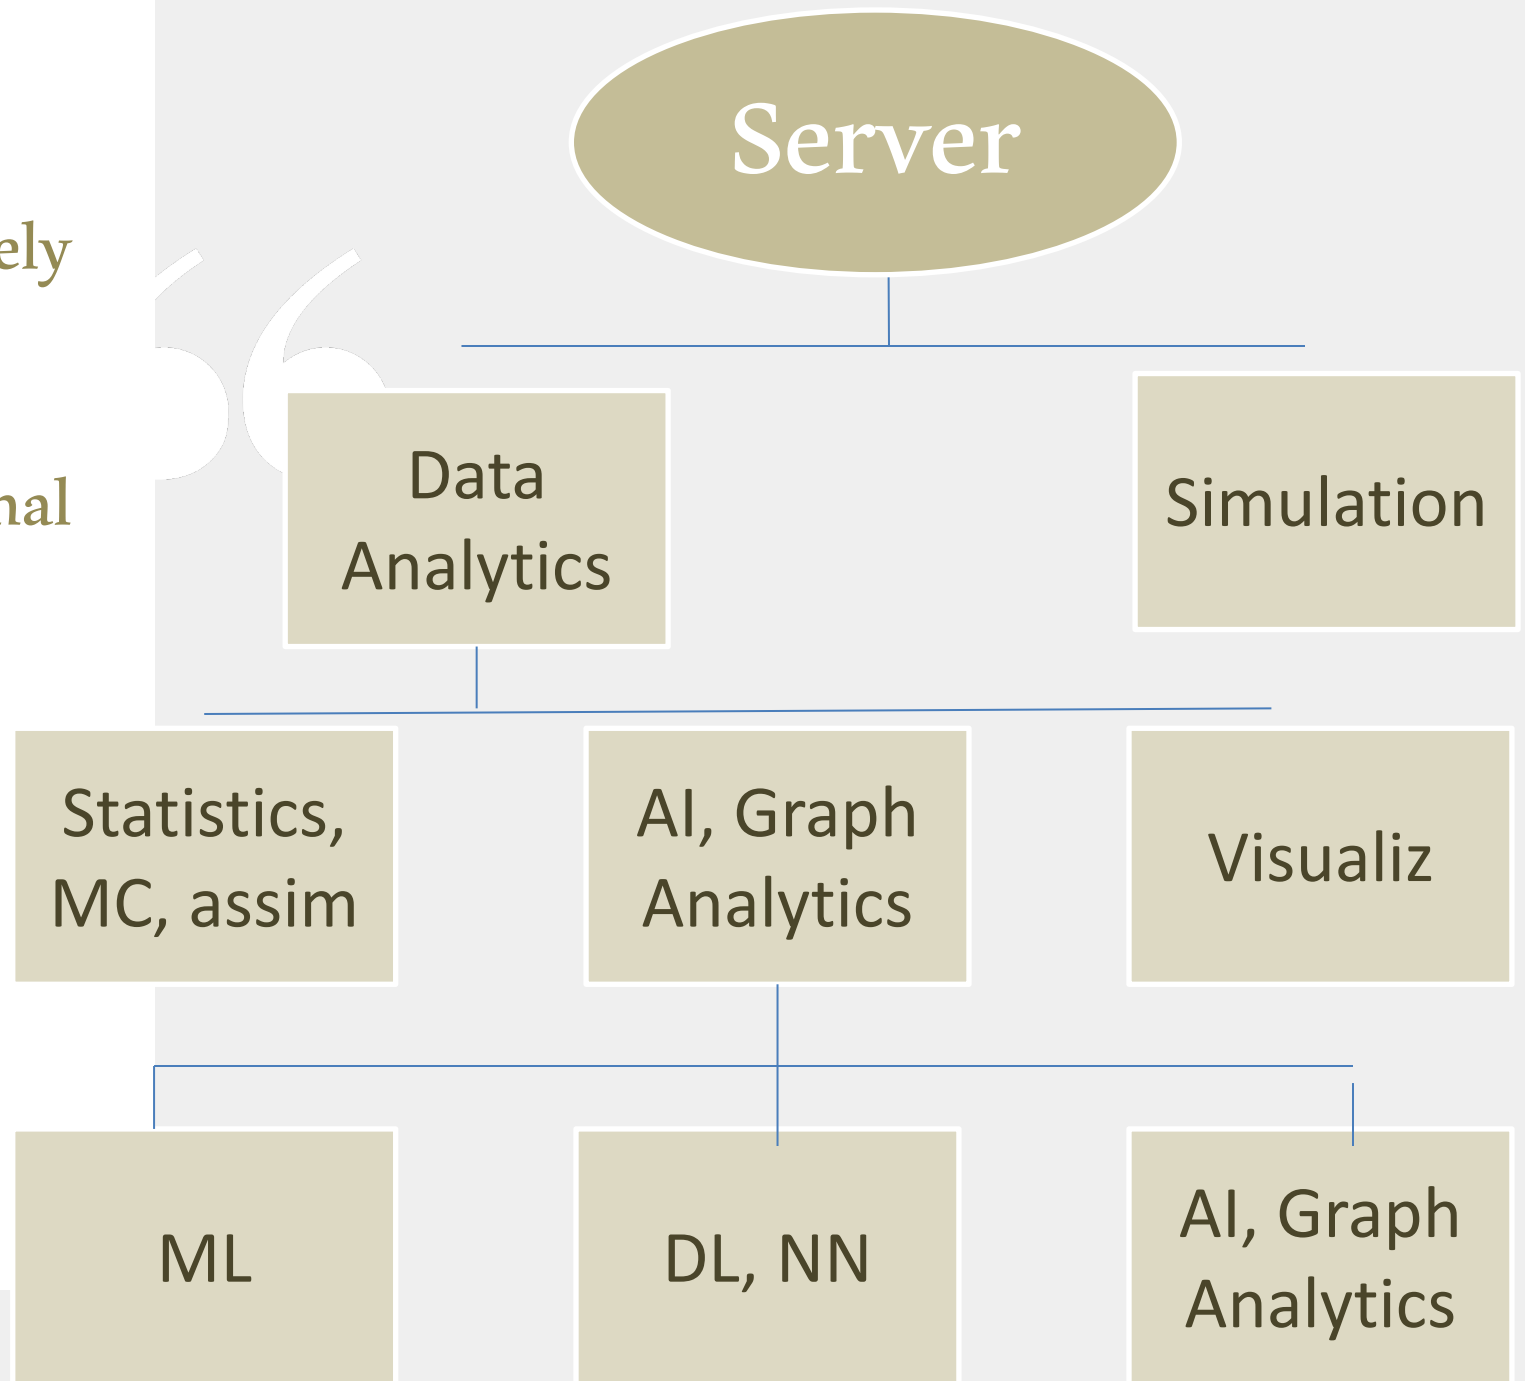 Server
ely
nal
Data
Analytics
Simulation
Statistics,
MC, assim
AI, Graph
Analytics
Visualiz
ML
DL, NN
AI, Graph
Analytics